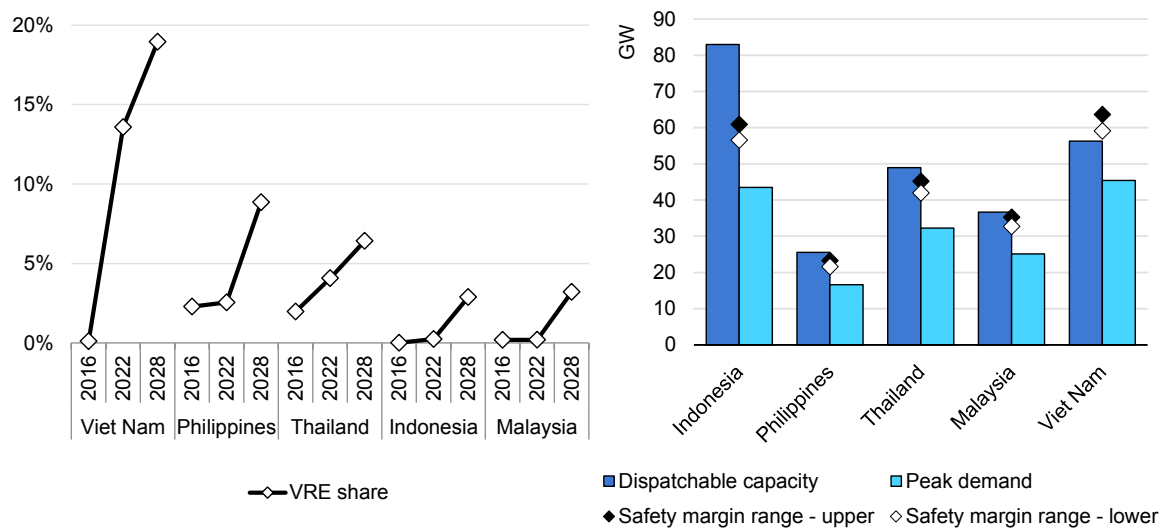 20%
15%
10%
5%
0%
2016 2022 2028 2016 2022 2028 2016 2022 2028 2016 2022 2028 2016 2022 2028
Viet Nam Philippines Thailand Indonesia Malaysia
VRE share
GW
90
80
70
60
50
40
30
20
10
0
Indonesia
Philippines
Thailand
Malaysia
Viet Nam
Dispatchable capacity Peak demand
Safety margin range - upper Safety margin range - lower